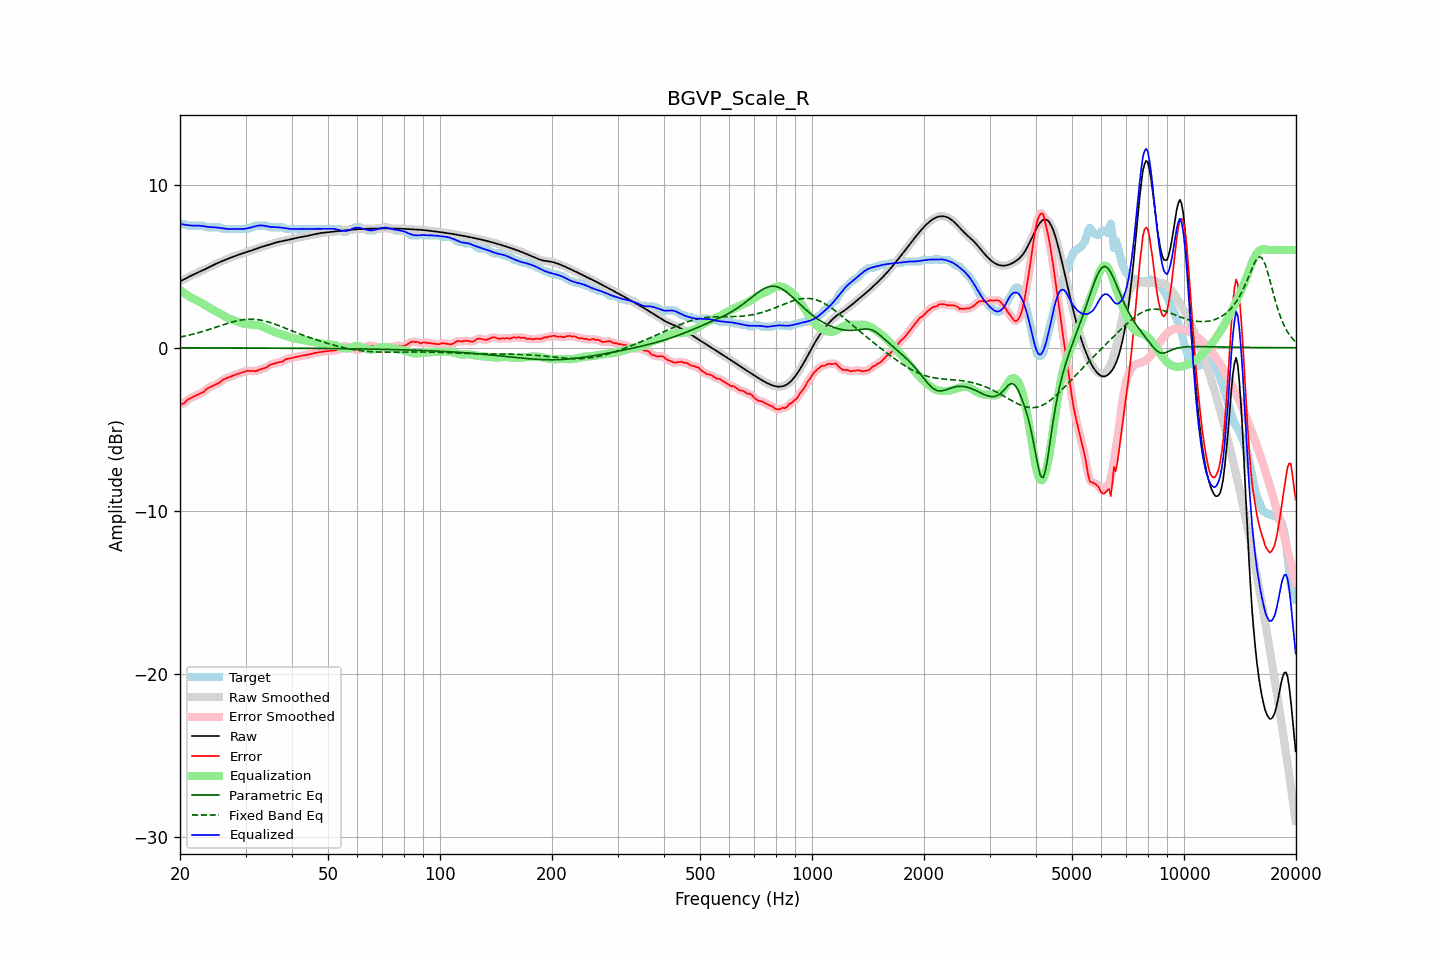 BGVP_Scale_R
Amplitude (dBr)
10
0
−10
−20
−30
Target
Raw Smoothed
Error Smoothed
Raw
Error
Equalization
Parametric Eq
Fixed Band Eq
Equalized
20 50 100 200 500 1000 2000 5000 10000 20000
Frequency (Hz)